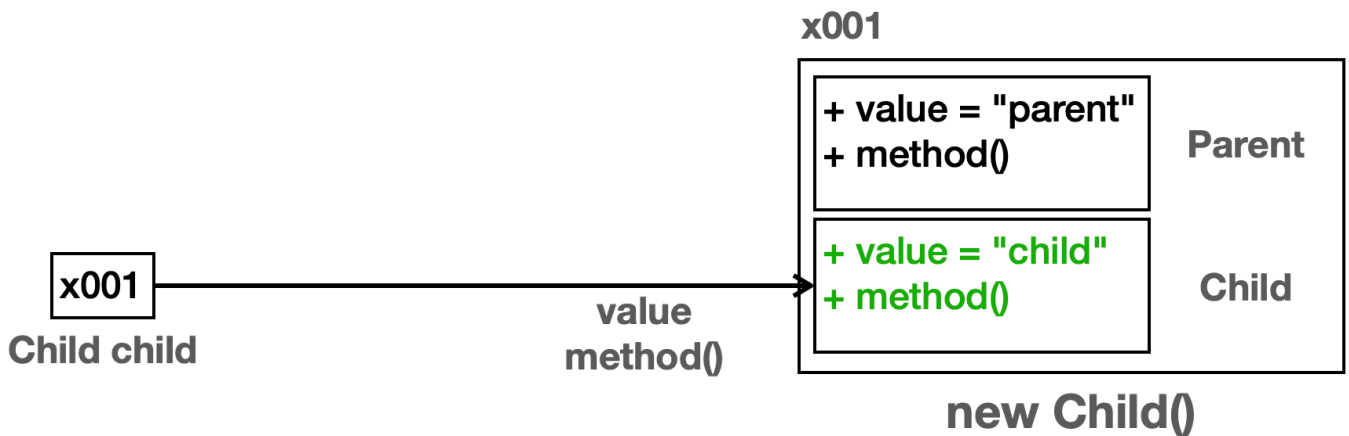 x001
+ value = "parent"
+ method()
Parent
+ value = "child"
+ method()
Child
x001
Child child
value
method()
new Child()